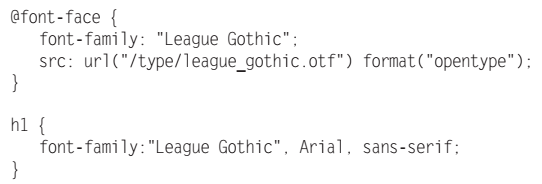 @font-face {
font-family: "League Gothic";
src: url("/type/league_gothic.otf") format("opentype");
}
h1 {
font-family:"League Gothic", Arial, sans-serif;
}